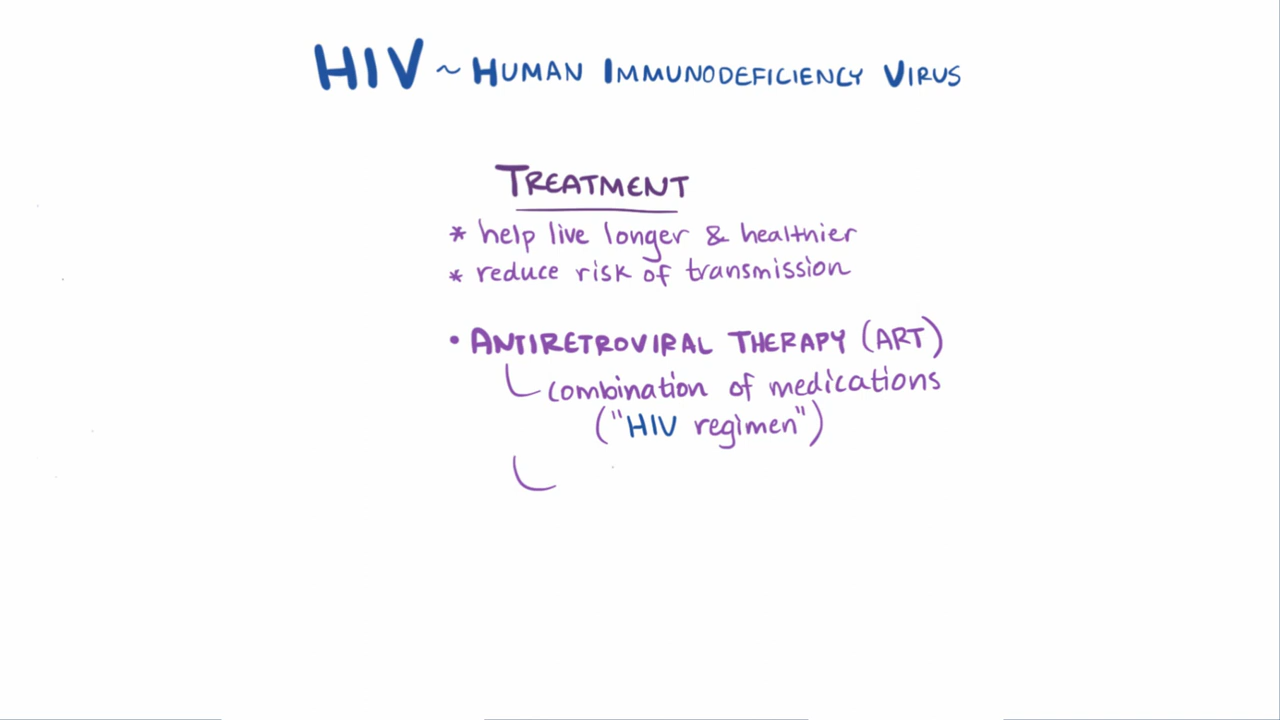 HIV ~ HUMAN IMMUNODEFICIENCY VIRUS
TREATMENT
* help live longer & healthier
* reduce risk of transmission
• ANTIRETROVIRAL THERAPY (ART)
combination of medications
("HIV regimen")